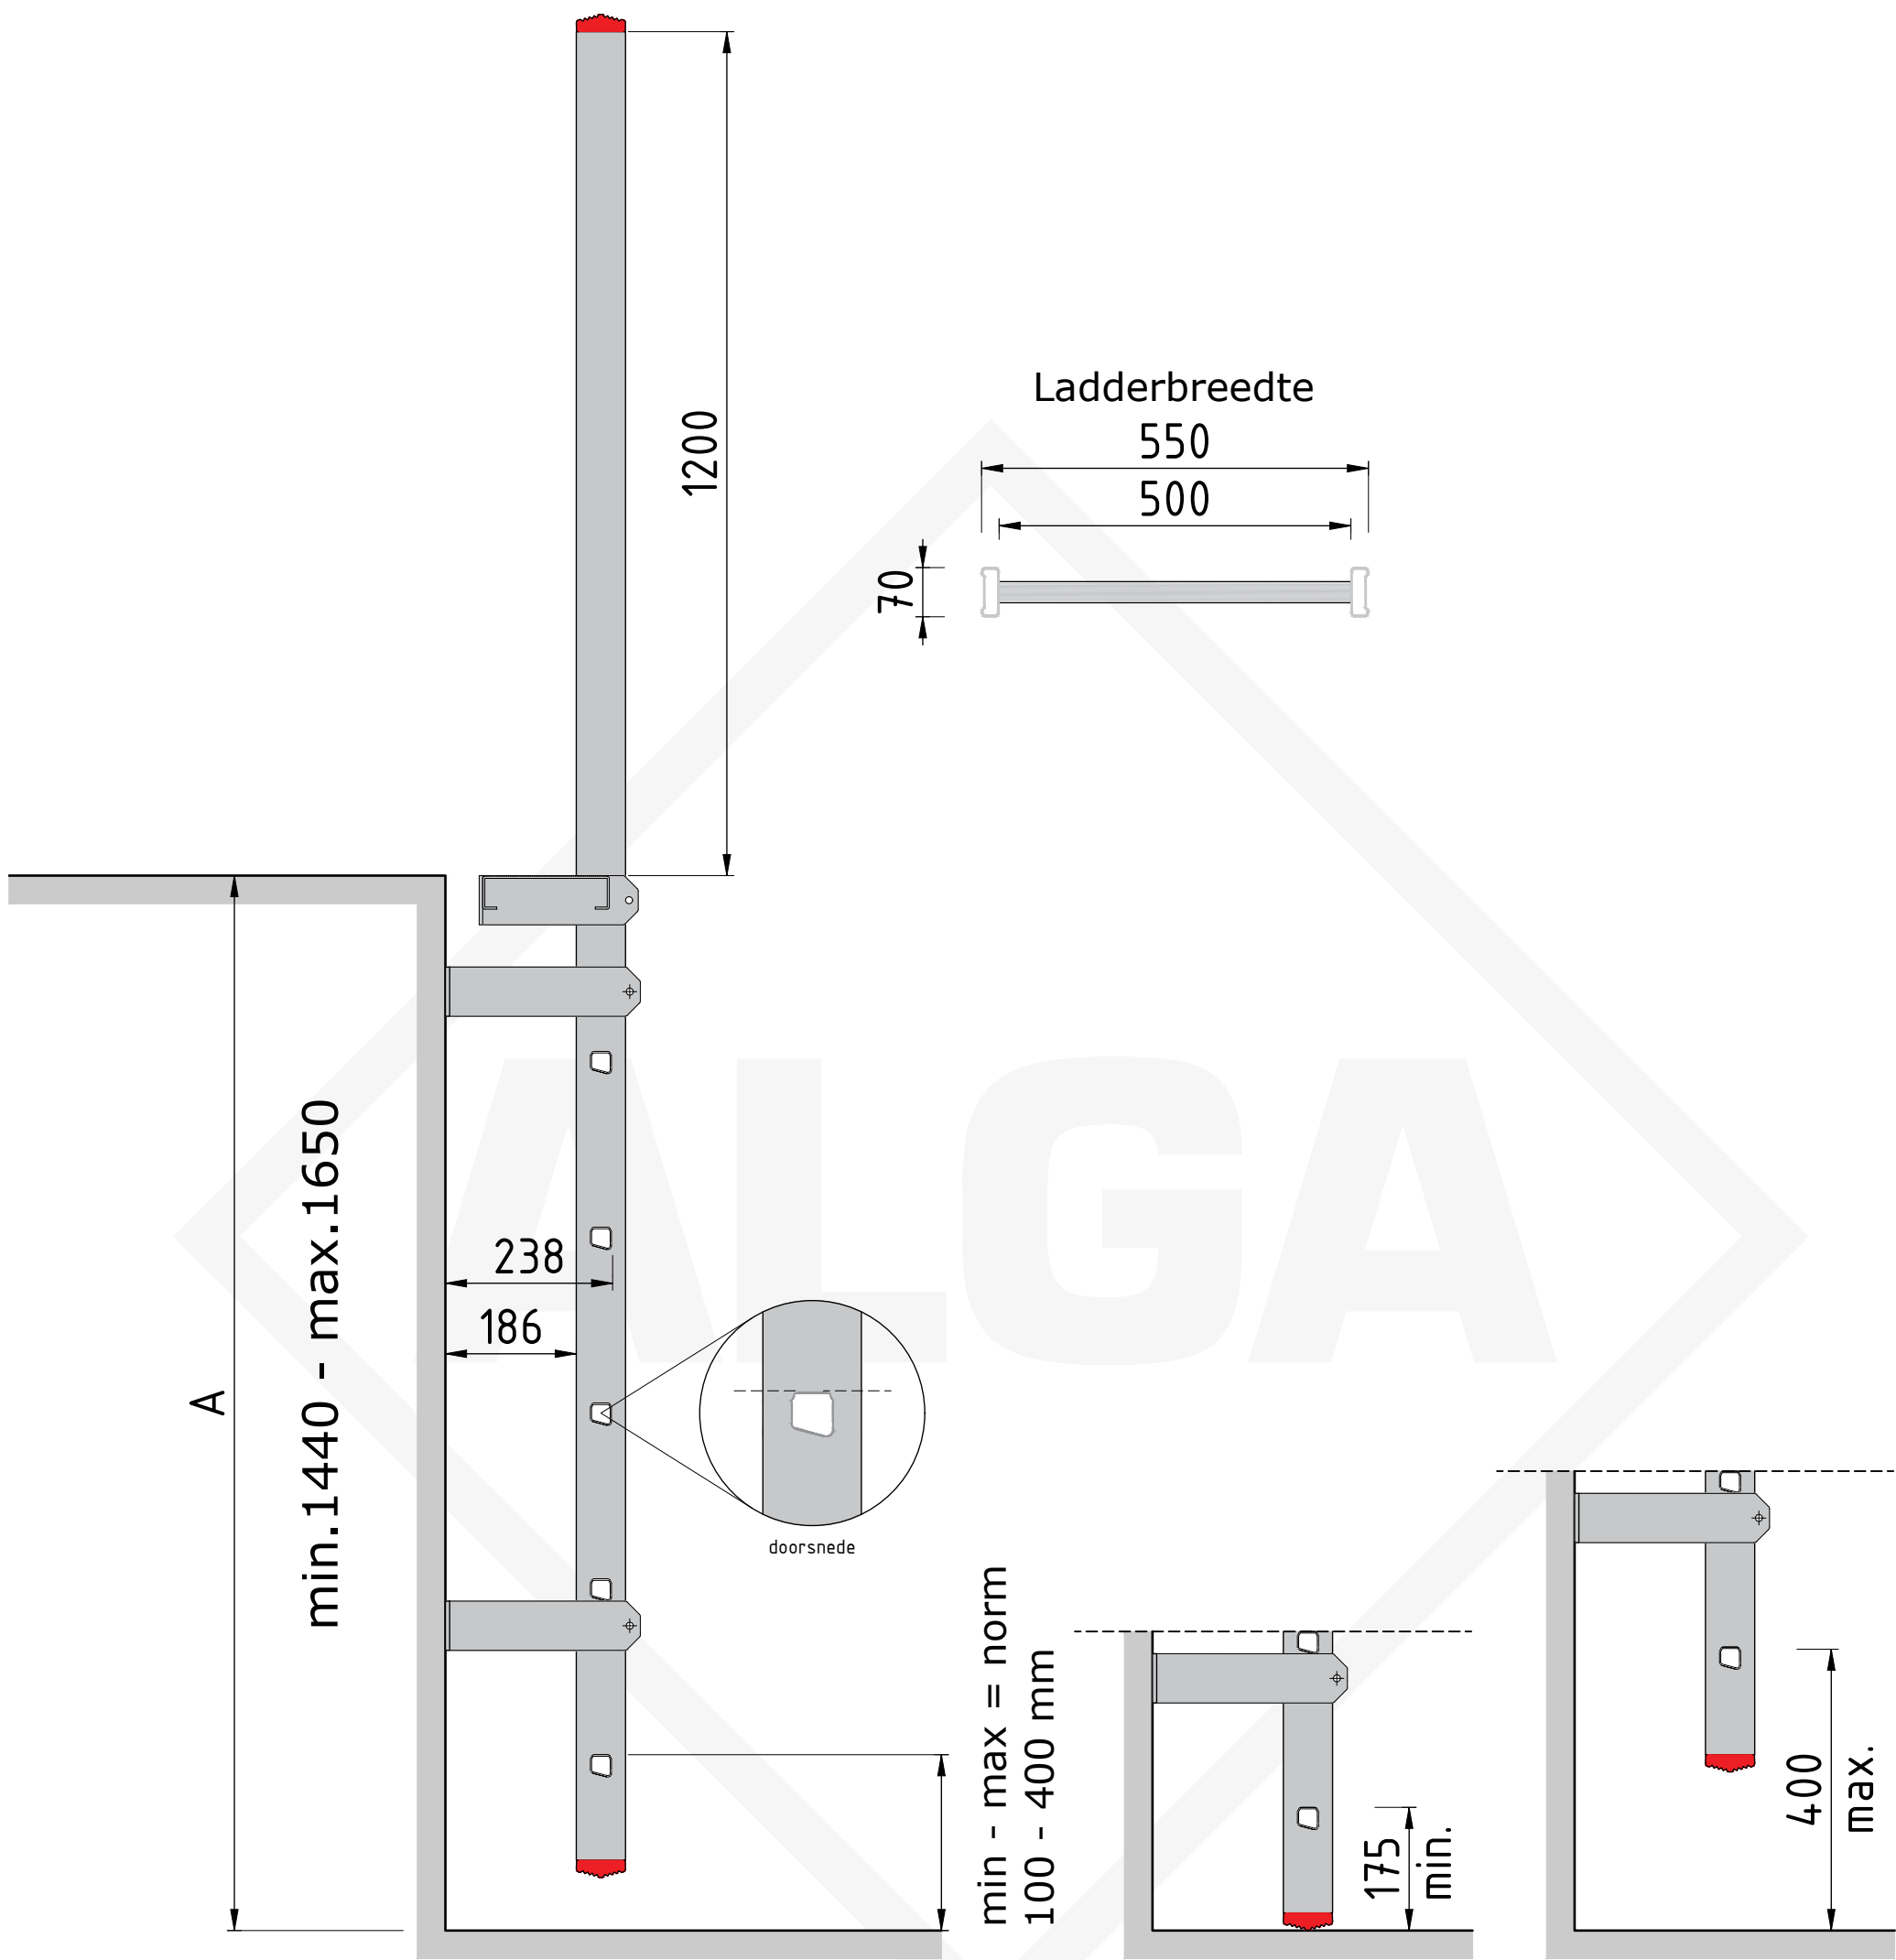 1200
Ladderbreedte
550
500
70
A
min.1440 - max.1650
238
186
doorsnede
ALGA
min - max = norm
100 - 400 mm
175
min.
400
max.